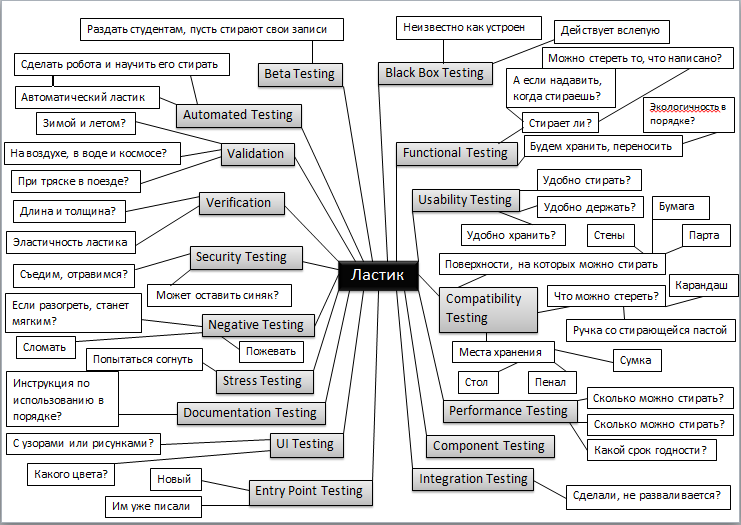 Раздать студентам, пусть стирают свои записи
Beta Testing
Сделать робота и научить его стирать
Автоматический ластик
Automated Testing
Зимой и летом?
На воздухе, в воде и космосе?
При тряске в поезде?
Validation
Длина и толщина?
Эластичность ластика
Verification
Съедим, отравимся?
Может оставить синяк?
Security Testing
Если разогреть, станет
мягким?
Сломать
Пожевать
Negative Testing
Попытаться согнуть
Stress Testing
Инструкция по
использованию в
порядке?
Documentation Testing
С узорами или рисунками?
Какого цвета?
UI Testing
Новый
Им уже писали
Entry Point Testing
Ластик
Неизвестно как устроен
Действует вслепую
Black Box Testing
Можно стереть то, что написано?
А если надавить,
когда стираешь?
Стирает ли?
Экологичность в
порядке?
Будем хранить, переносить
Functional Testing
Удобно стирать?
Удобно держать?
Удобно хранить?
Usability Testing
Бумага
Стены
Парта
Поверхности, на которых можно стирать
Compatibility
Testing
Карандаш
Что можно стереть?
Ручка со стирающейся пастой
Места хранения
Сумка
Стол
Пенал
Performance Testing
Сколько можно стирать?
Сколько можно стирать?
Какой срок годности?
Component Testing
Integration Testing
Сделали, не разваливается?